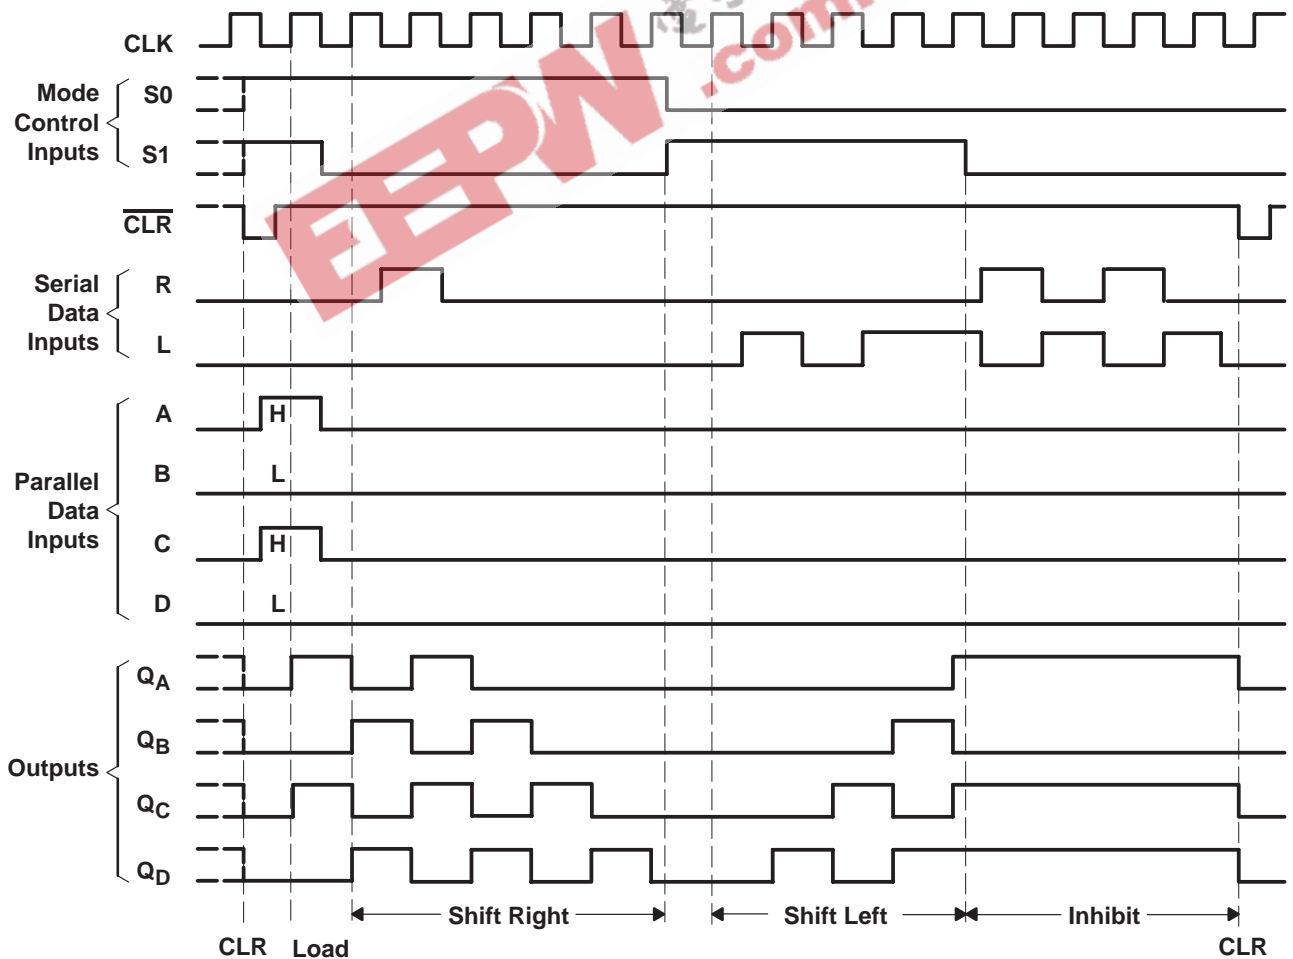 CLK
Mode
Control
Inputs
S0
S1
CLR
Serial
Data
Inputs
R
L
Parallel
Data
Inputs
A
H
B
L
C
H
D
L
Outputs
QA
QB
QC
QD
Shift Right
Shift Left
Inhibit
CLR
Load
CLR
EEPW
.com